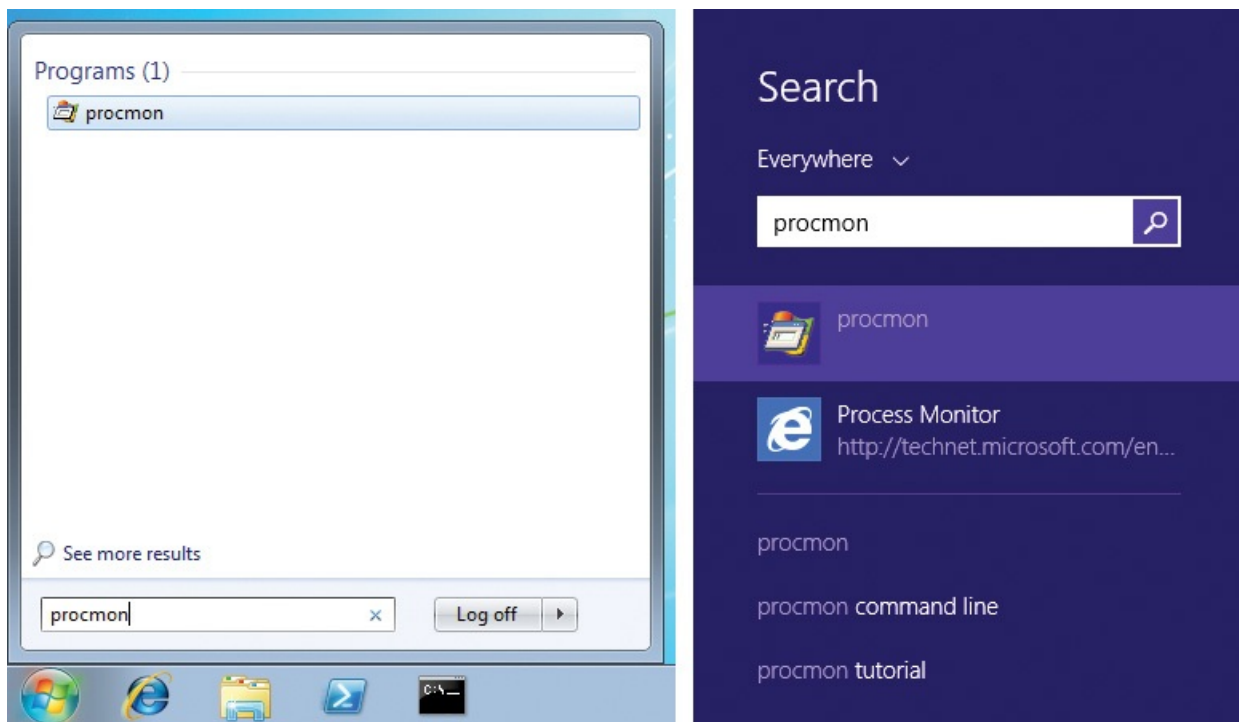 Programs (1)
procmon
See more results
procmon
Log off
C:\_
Search
Everywhere
procmon
procmon
Process Monitor
http://technet.microsoft.com/en...
procmon
procmon command line
procmon tutorial